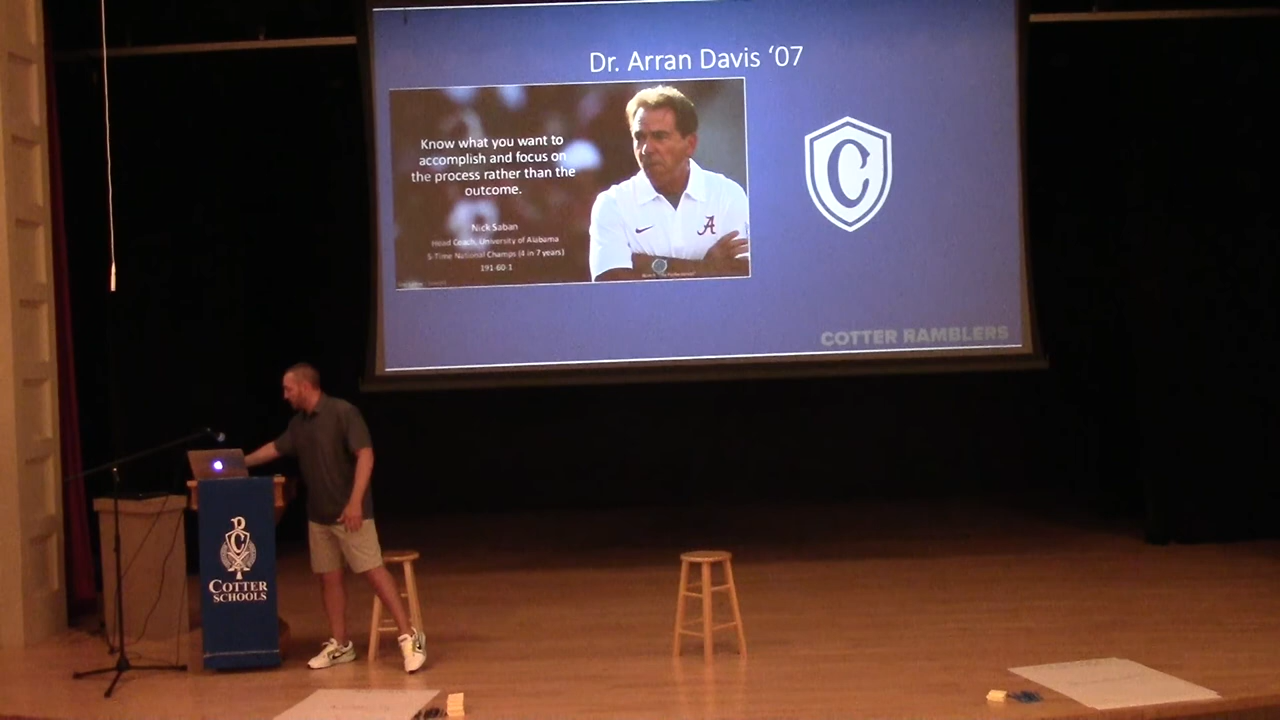 Dr. Arran Davis ‘07
Know what you want to
accomplish and focus on
the process rather than the
outcome.
Nick Saban
Head Coach, University of Alabama
5-Time National Champs (4 in 7 years)
191-60-1
A
C
COTTER RAMBLERS
COTTER
SCHOOLS